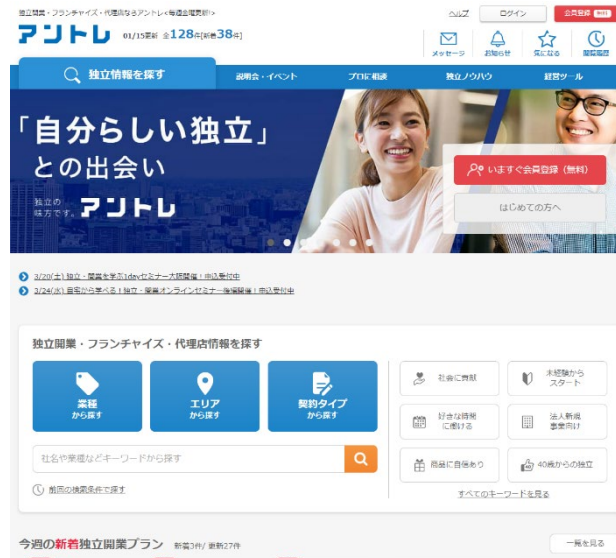 独立開業・フランチャイズ・代理店ならアントレ<毎週金曜更新!>
ヘルプ
ログイン
会員登録 無料
アントレ
01/15更新 全128件[新着38件]
メッセージ
お知らせ
気になる
閲覧履歴
独立情報を探す
説明会・イベント
プロに相談
独立ノウハウ
経営ツール
「自分らしい独立」
との出会い
独立の
味方です。
アントレ
いますぐ会員登録（無料）
はじめての方へ
3/20(土) 独立・開業を学ぶ1dayセミナー大阪開催！申込受付中
3/24(水) 自宅から学べる！独立・開業オンラインセミナー後編開催！申込受付中
独立開業・フランチャイズ・代理店情報を探す
業種
から探す
エリア
から探す
契約タイプ
から探す
社名や業種などキーワードから探す
前回の検索条件で探す
社会に貢献
未経験から
スタート
好きな時間
に働ける
法人新規
事業向け
商品に自信あり
40歳からの独立
すべてのキーワードを見る
今週の新着独立開業プラン 新着3件/ 更新27件
一覧を見る